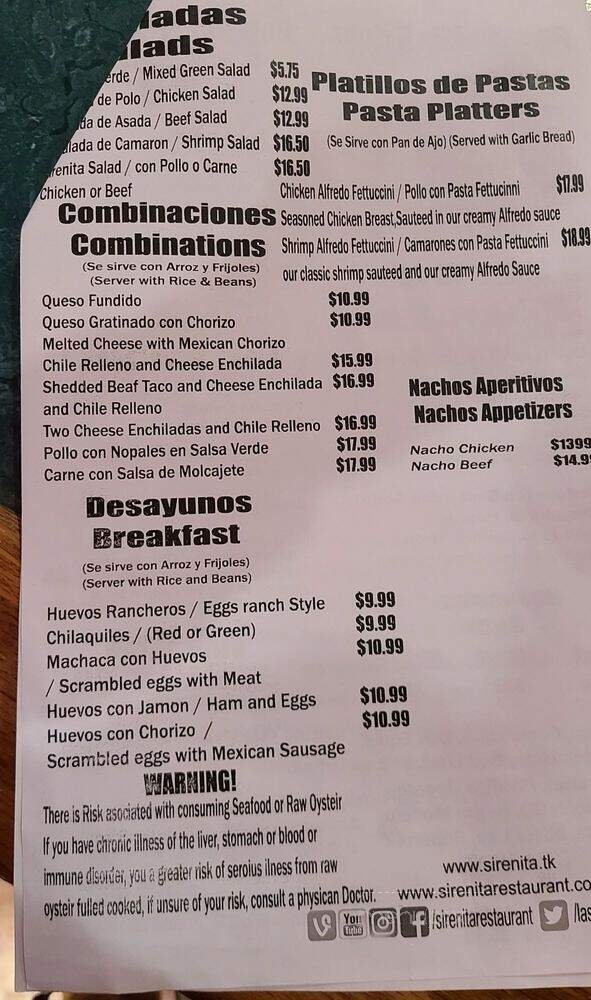 adas
lads
erde / Mixed Green Salad $5.75
de Polo / Chicken Salad $12.99
da de Asada / Beef Salad $12.99
lada de Camaron / Shrimp Salad $16.50
renita Salad / con Pollo o Carne $16.50
Chicken or Beef
Platillos de Pastas
Pasta Platters
(Se Sirve con Pan de Ajo) (Served with Garlic Bread)
Chicken Alfredo Fettuccini / Pollo con Pasta Fettucinni $17.99
Seasoned Chicken Breast,Sauteed in our creamy Alfredo sauce
Shrimp Alfredo Fettuccini / Camarones con Pasta Fettuccini $18.99
our classic shrimp sauteed and our creamy Alfredo Sauce
Combinaciones
Combinations
(Se sirve con Arroz y Frijoles)
(Server with Rice & Beans)
Queso Fundido $10.99
Queso Gratinado con Chorizo $10.99
Melted Cheese with Mexican Chorizo
Chile Relleno and Cheese Enchilada $15.99
Shedded Beaf Taco and Cheese Enchilada $16.99
and Chile Relleno
Two Cheese Enchiladas and Chile Relleno $16.99
Pollo con Nopales en Salsa Verde $17.99
Carne con Salsa de Molcajete $17.99
Nachos Aperitivos
Nachos Appetizers
Nacho Chicken $1399
Nacho Beef $14.9
Desayunos
Breakfast
(Se sirve con Arroz y Frijoles)
(Server with Rice and Beans)
Huevos Rancheros / Eggs ranch Style $9.99
Chilaquiles / (Red or Green) $9.99
Machaca con Huevos $10.99
/ Scrambled eggs with Meat
Huevos con Jamon / Ham and Eggs $10.99
Huevos con Chorizo / $10.99
Scrambled eggs with Mexican Sausage
WARNING!
There is Risk asociated with consuming Seafood or Raw Oysteir
If you have chronic illness of the liver, stomach or blood or
immune disorder, you a greater risk of seroius ilness from raw
oysteir fulled cooked, if unsure of your risk, consult a physican Doctor.
www.sirenita.tk
www.sirenitarestaurant.co
You Tube
/sirenitarestaurant
/las